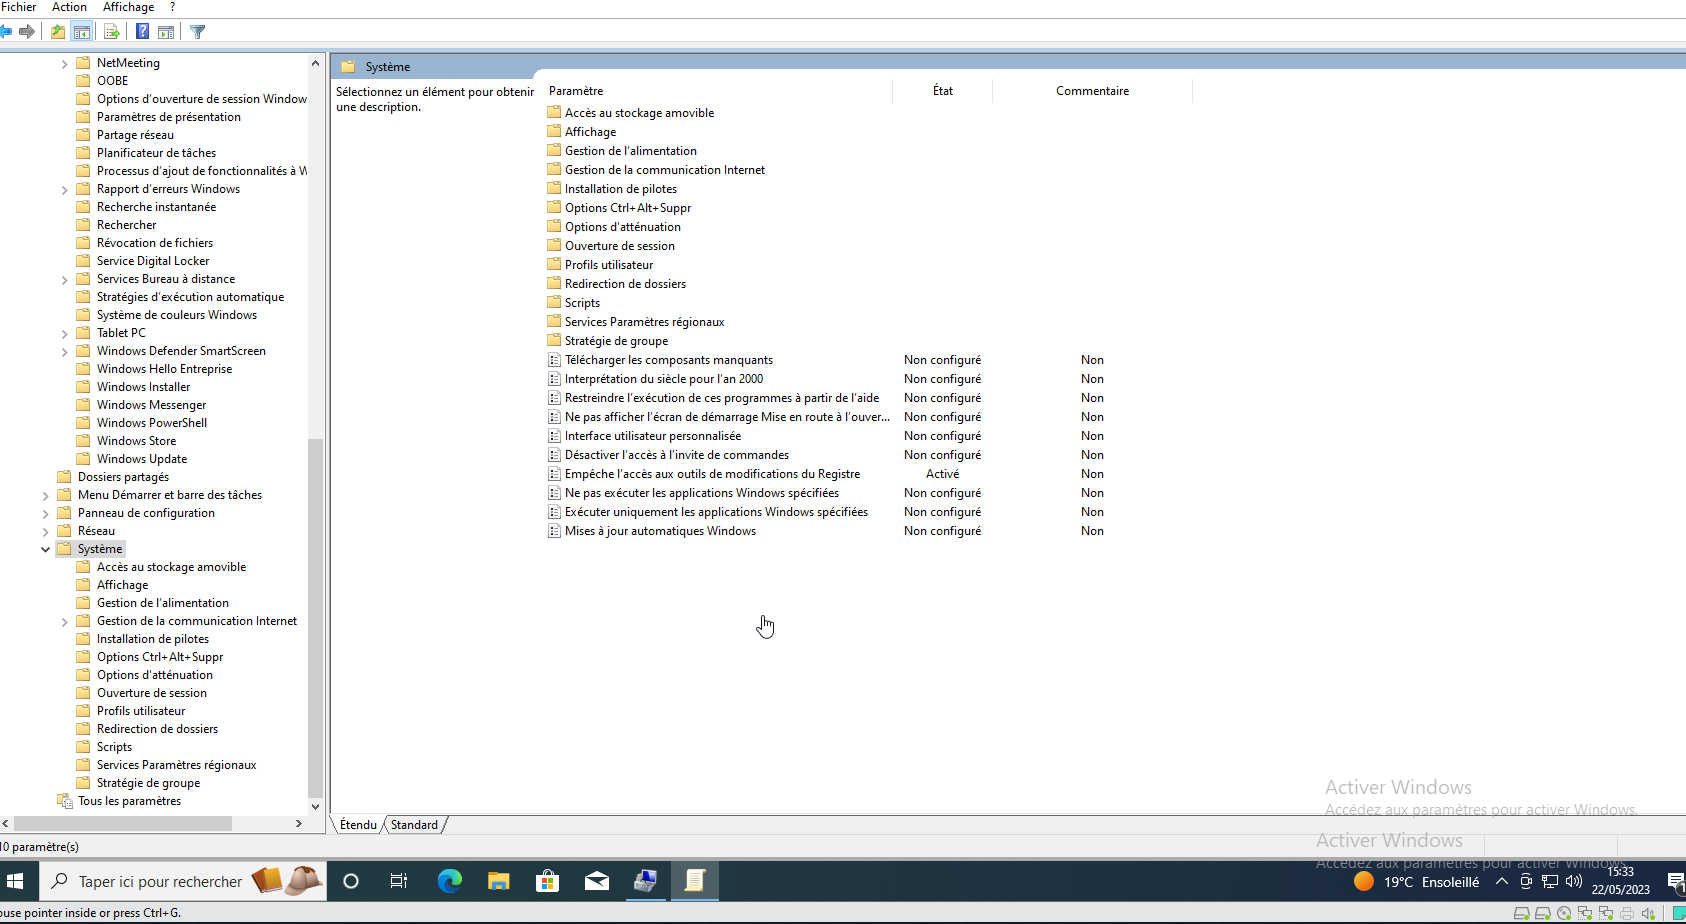 Fichier Action Affichage ?
NetMeeting
OOBE
Options d'ouverture de session Window
Paramètres de présentation
Partage réseau
Planificateur de tâches
Processus d'ajout de fonctionnalités à W
Rapport d'erreurs Windows
Recherche instantanée
Rechercher
Révocation de fichiers
Service Digital Locker
Services Bureau à distance
Stratégies d'exécution automatique
Système de couleurs Windows
Tablet PC
Windows Defender SmartScreen
Windows Hello Entreprise
Windows Installer
Windows Messenger
Windows PowerShell
Windows Store
Windows Update
Dossiers partagés
Menu Démarrer et barre des tâches
Panneau de configuration
Réseau
Système
Accès au stockage amovible
Affichage
Gestion de l'alimentation
Gestion de la communication Internet
Installation de pilotes
Options Ctrl+Alt+Suppr
Options d'atténuation
Ouverture de session
Profils utilisateur
Redirection de dossiers
Scripts
Services Paramètres régionaux
Stratégie de groupe
Tous les paramètres
Système
Sélectionnez un élément pour obtenir
une description.
Paramètre État Commentaire
Accès au stockage amovible
Affichage
Gestion de l'alimentation
Gestion de la communication Internet
Installation de pilotes
Options Ctrl+Alt+Suppr
Options d'atténuation
Ouverture de session
Profils utilisateur
Redirection de dossiers
Scripts
Services Paramètres régionaux
Stratégie de groupe
Télécharger les composants manquants Non configuré Non
Interprétation du siècle pour l'an 2000 Non configuré Non
Restreindre l'exécution de ces programmes à partir de l'aide Non configuré Non
Ne pas afficher l'écran de démarrage Mise en route à l'ouver... Non configuré Non
Interface utilisateur personnalisée Non configuré Non
Désactiver l'accès à l'invite de commandes Non configuré Non
Empêche l'accès aux outils de modifications du Registre Activé Non
Ne pas exécuter les applications Windows spécifiées Non configuré Non
Exécuter uniquement les applications Windows spécifiées Non configuré Non
Mises à jour automatiques Windows Non configuré Non
Activer Windows
Accédez aux paramètres pour activer Windows.
Étendu Standard
Activer Windows
Accédez aux paramètres pour activer Windows.
10 paramètre(s)
Taper ici pour rechercher
19°C Ensoleillé
15:33
22/05/2023
1
ouse pointer inside or press Ctrl+G.